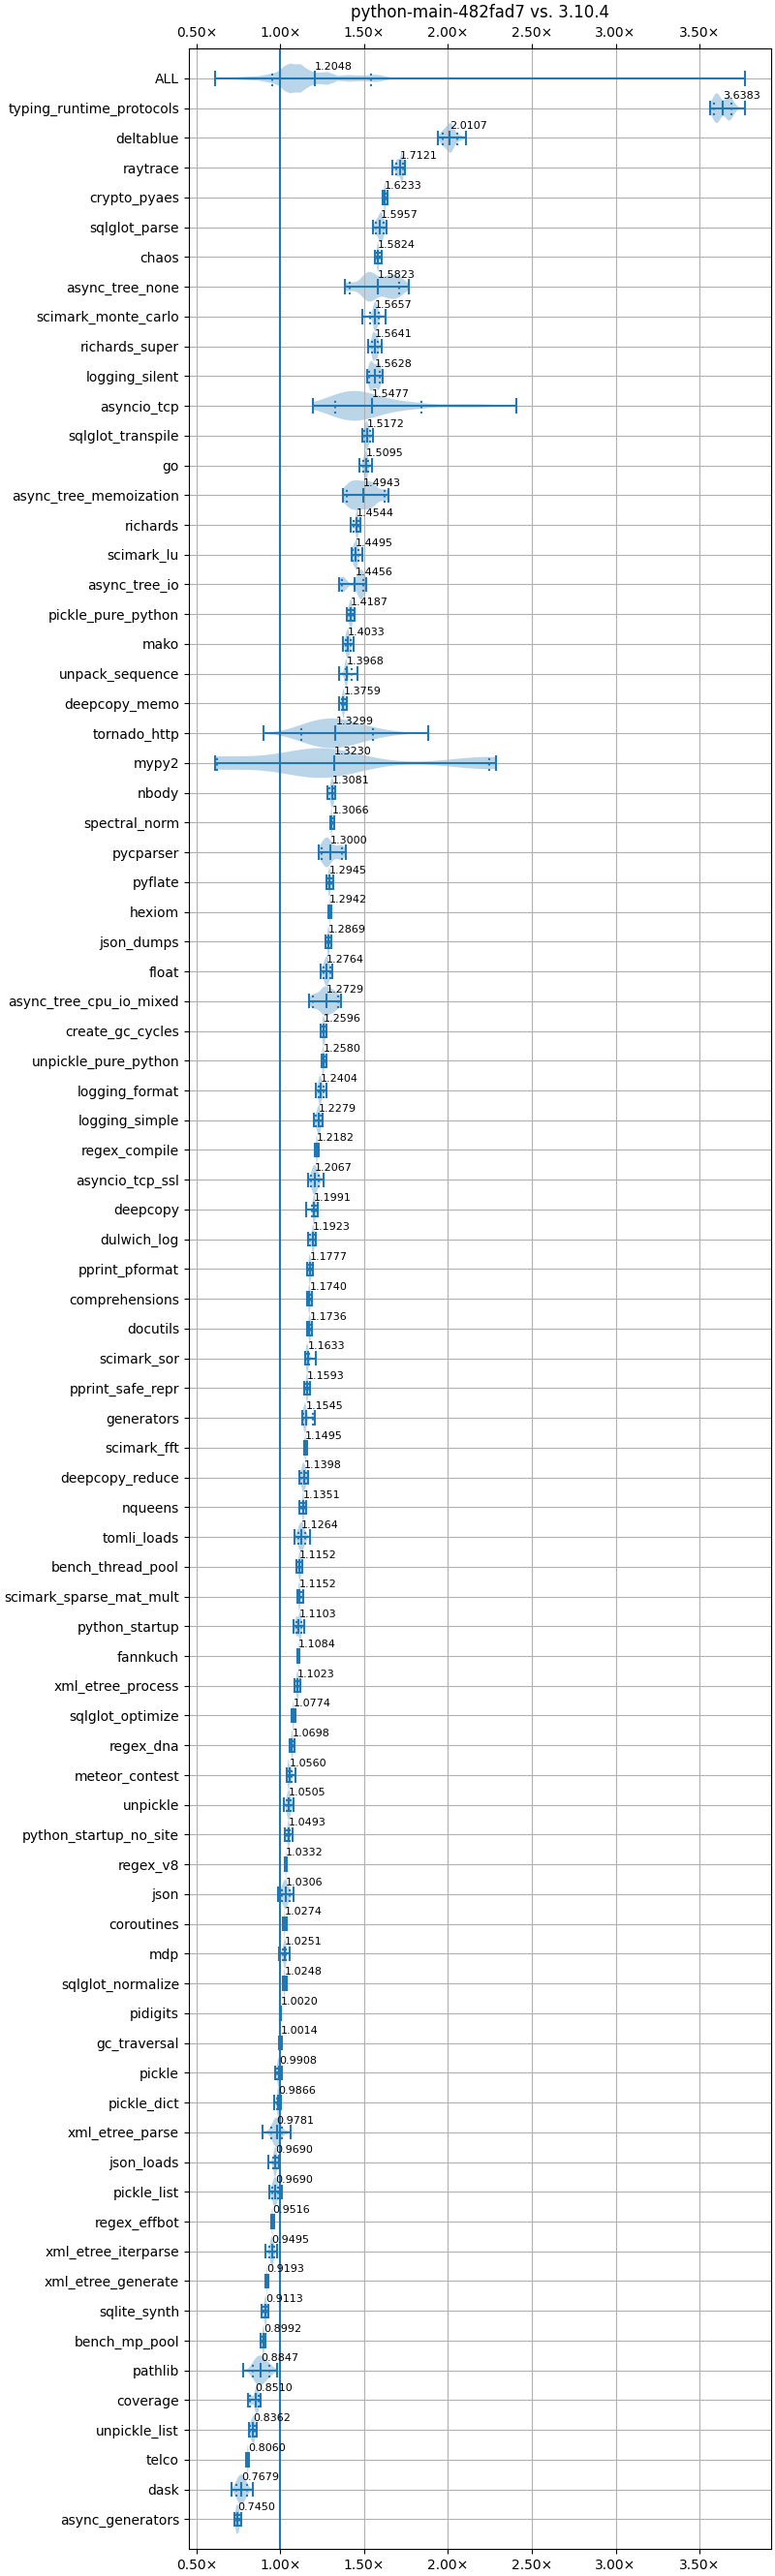 python-main-482fad7 vs. 3.10.4
0.50× 1.00× 1.50× 2.00× 2.50× 3.00× 3.50×
ALL 1.2048
typing_runtime_protocols 3.6383
deltablue 2.0107
raytrace 1.7121
crypto_pyaes 1.6233
sqlglot_parse 1.5957
chaos 1.5824
async_tree_none 1.5823
scimark_monte_carlo 1.5657
richards_super 1.5641
logging_silent 1.5628
asyncio_tcp 1.5477
sqlglot_transpile 1.5172
go 1.5095
async_tree_memoization 1.4943
richards 1.4544
scimark_lu 1.4495
async_tree_io 1.4456
pickle_pure_python 1.4187
mako 1.4033
unpack_sequence 1.3968
deepcopy_memo 1.3759
tornado_http 1.3299
mypy2 1.3230
nbody 1.3081
spectral_norm 1.3066
pycparser 1.3000
pyflate 1.2945
hexiom 1.2942
json_dumps 1.2869
float 1.2764
async_tree_cpu_io_mixed 1.2729
create_gc_cycles 1.2596
unpickle_pure_python 1.2580
logging_format 1.2404
logging_simple 1.2279
regex_compile 1.2182
asyncio_tcp_ssl 1.2067
deepcopy 1.1991
dulwich_log 1.1923
pprint_pformat 1.1777
comprehensions 1.1740
docutils 1.1736
scimark_sor 1.1633
pprint_safe_repr 1.1593
generators 1.1545
scimark_fft 1.1495
deepcopy_reduce 1.1398
nqueens 1.1351
tomli_loads 1.1264
bench_thread_pool 1.1152
scimark_sparse_mat_mult 1.1152
python_startup 1.1103
fannkuch 1.1084
xml_etree_process 1.1023
sqlglot_optimize 1.0774
regex_dna 1.0698
meteor_contest 1.0560
unpickle 1.0505
python_startup_no_site 1.0493
regex_v8 1.0332
json 1.0306
coroutines 1.0274
mdp 1.0251
sqlglot_normalize 1.0248
pidigits 1.0020
gc_traversal 1.0014
pickle 0.9908
pickle_dict 0.9866
xml_etree_parse 0.9781
json_loads 0.9690
pickle_list 0.9690
regex_effbot 0.9516
xml_etree_iterparse 0.9495
xml_etree_generate 0.9193
sqlite_synth 0.9113
bench_mp_pool 0.8992
pathlib 0.8847
coverage 0.8510
unpickle_list 0.8362
telco 0.8060
dask 0.7679
async_generators 0.7450
0.50× 1.00× 1.50× 2.00× 2.50× 3.00× 3.50×